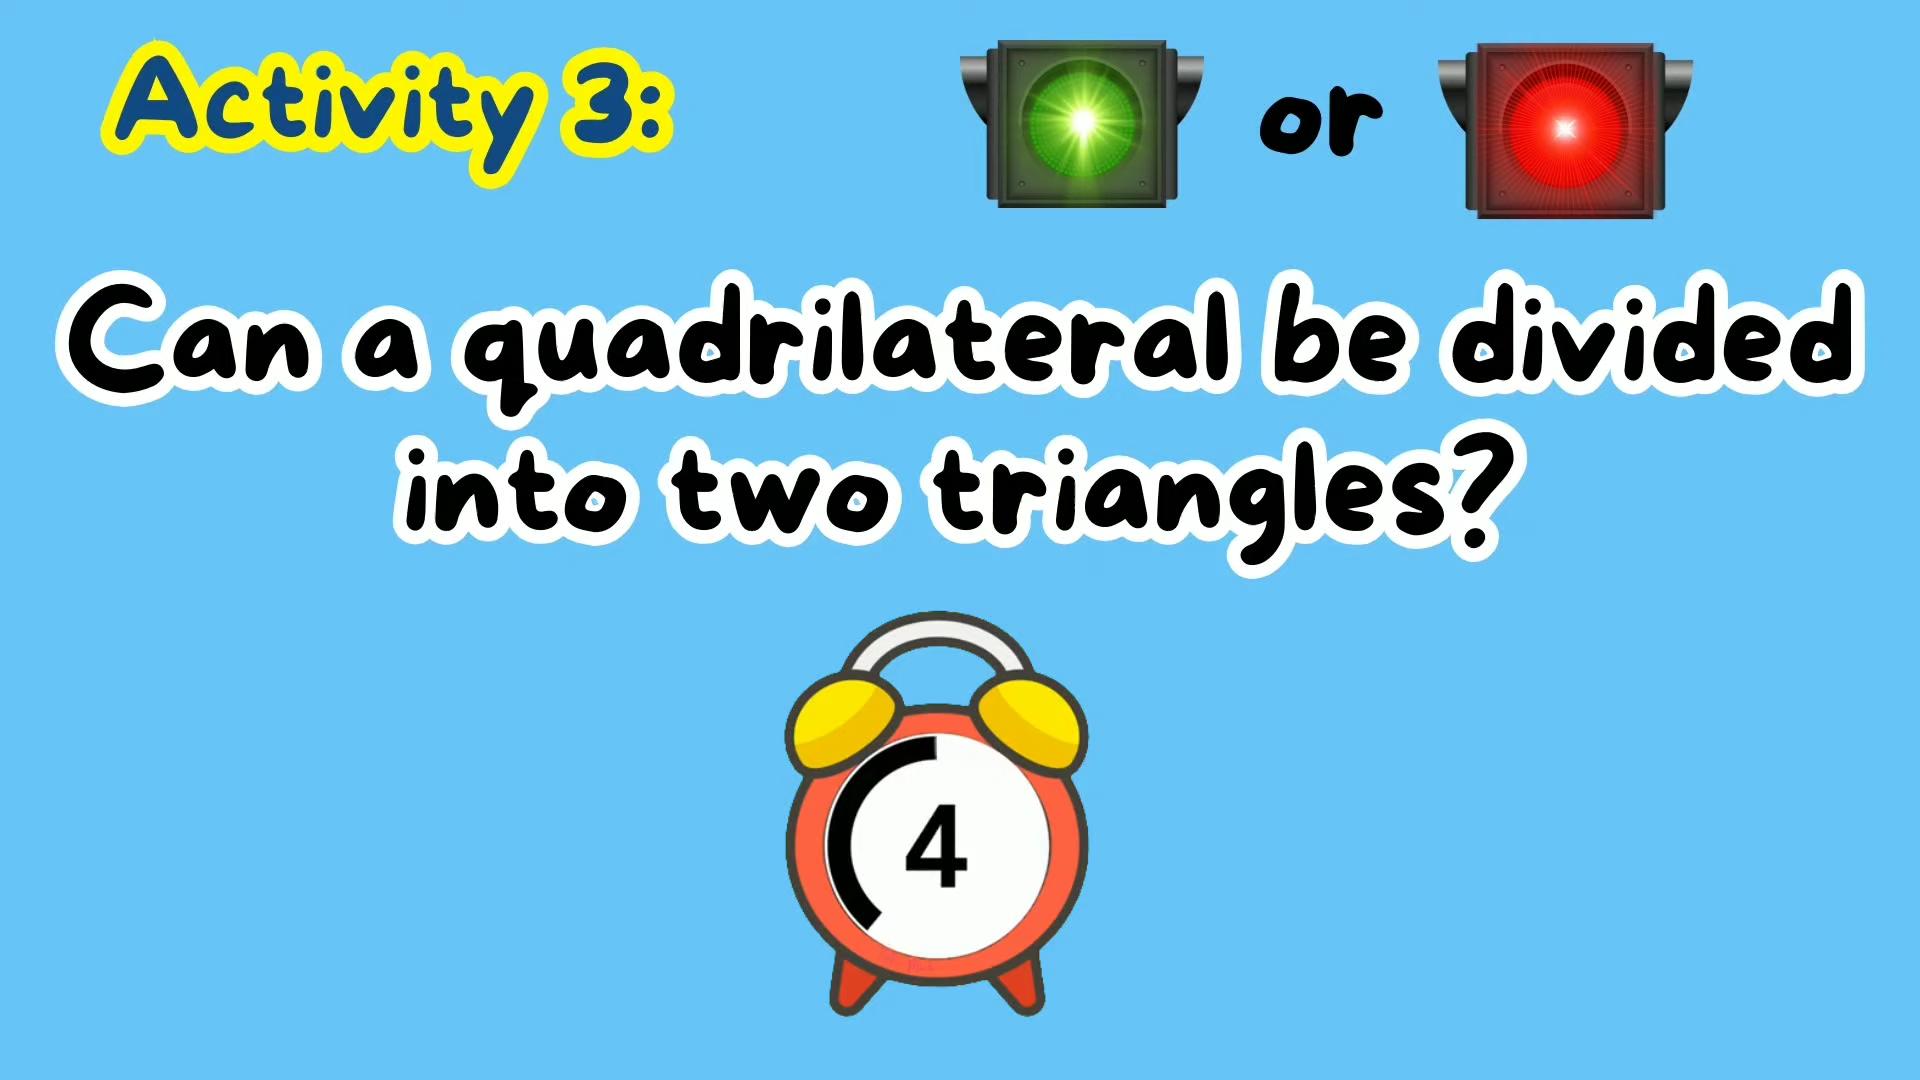 Activity 3:
or
Can a quadrilateral be divided
into two triangles?
4